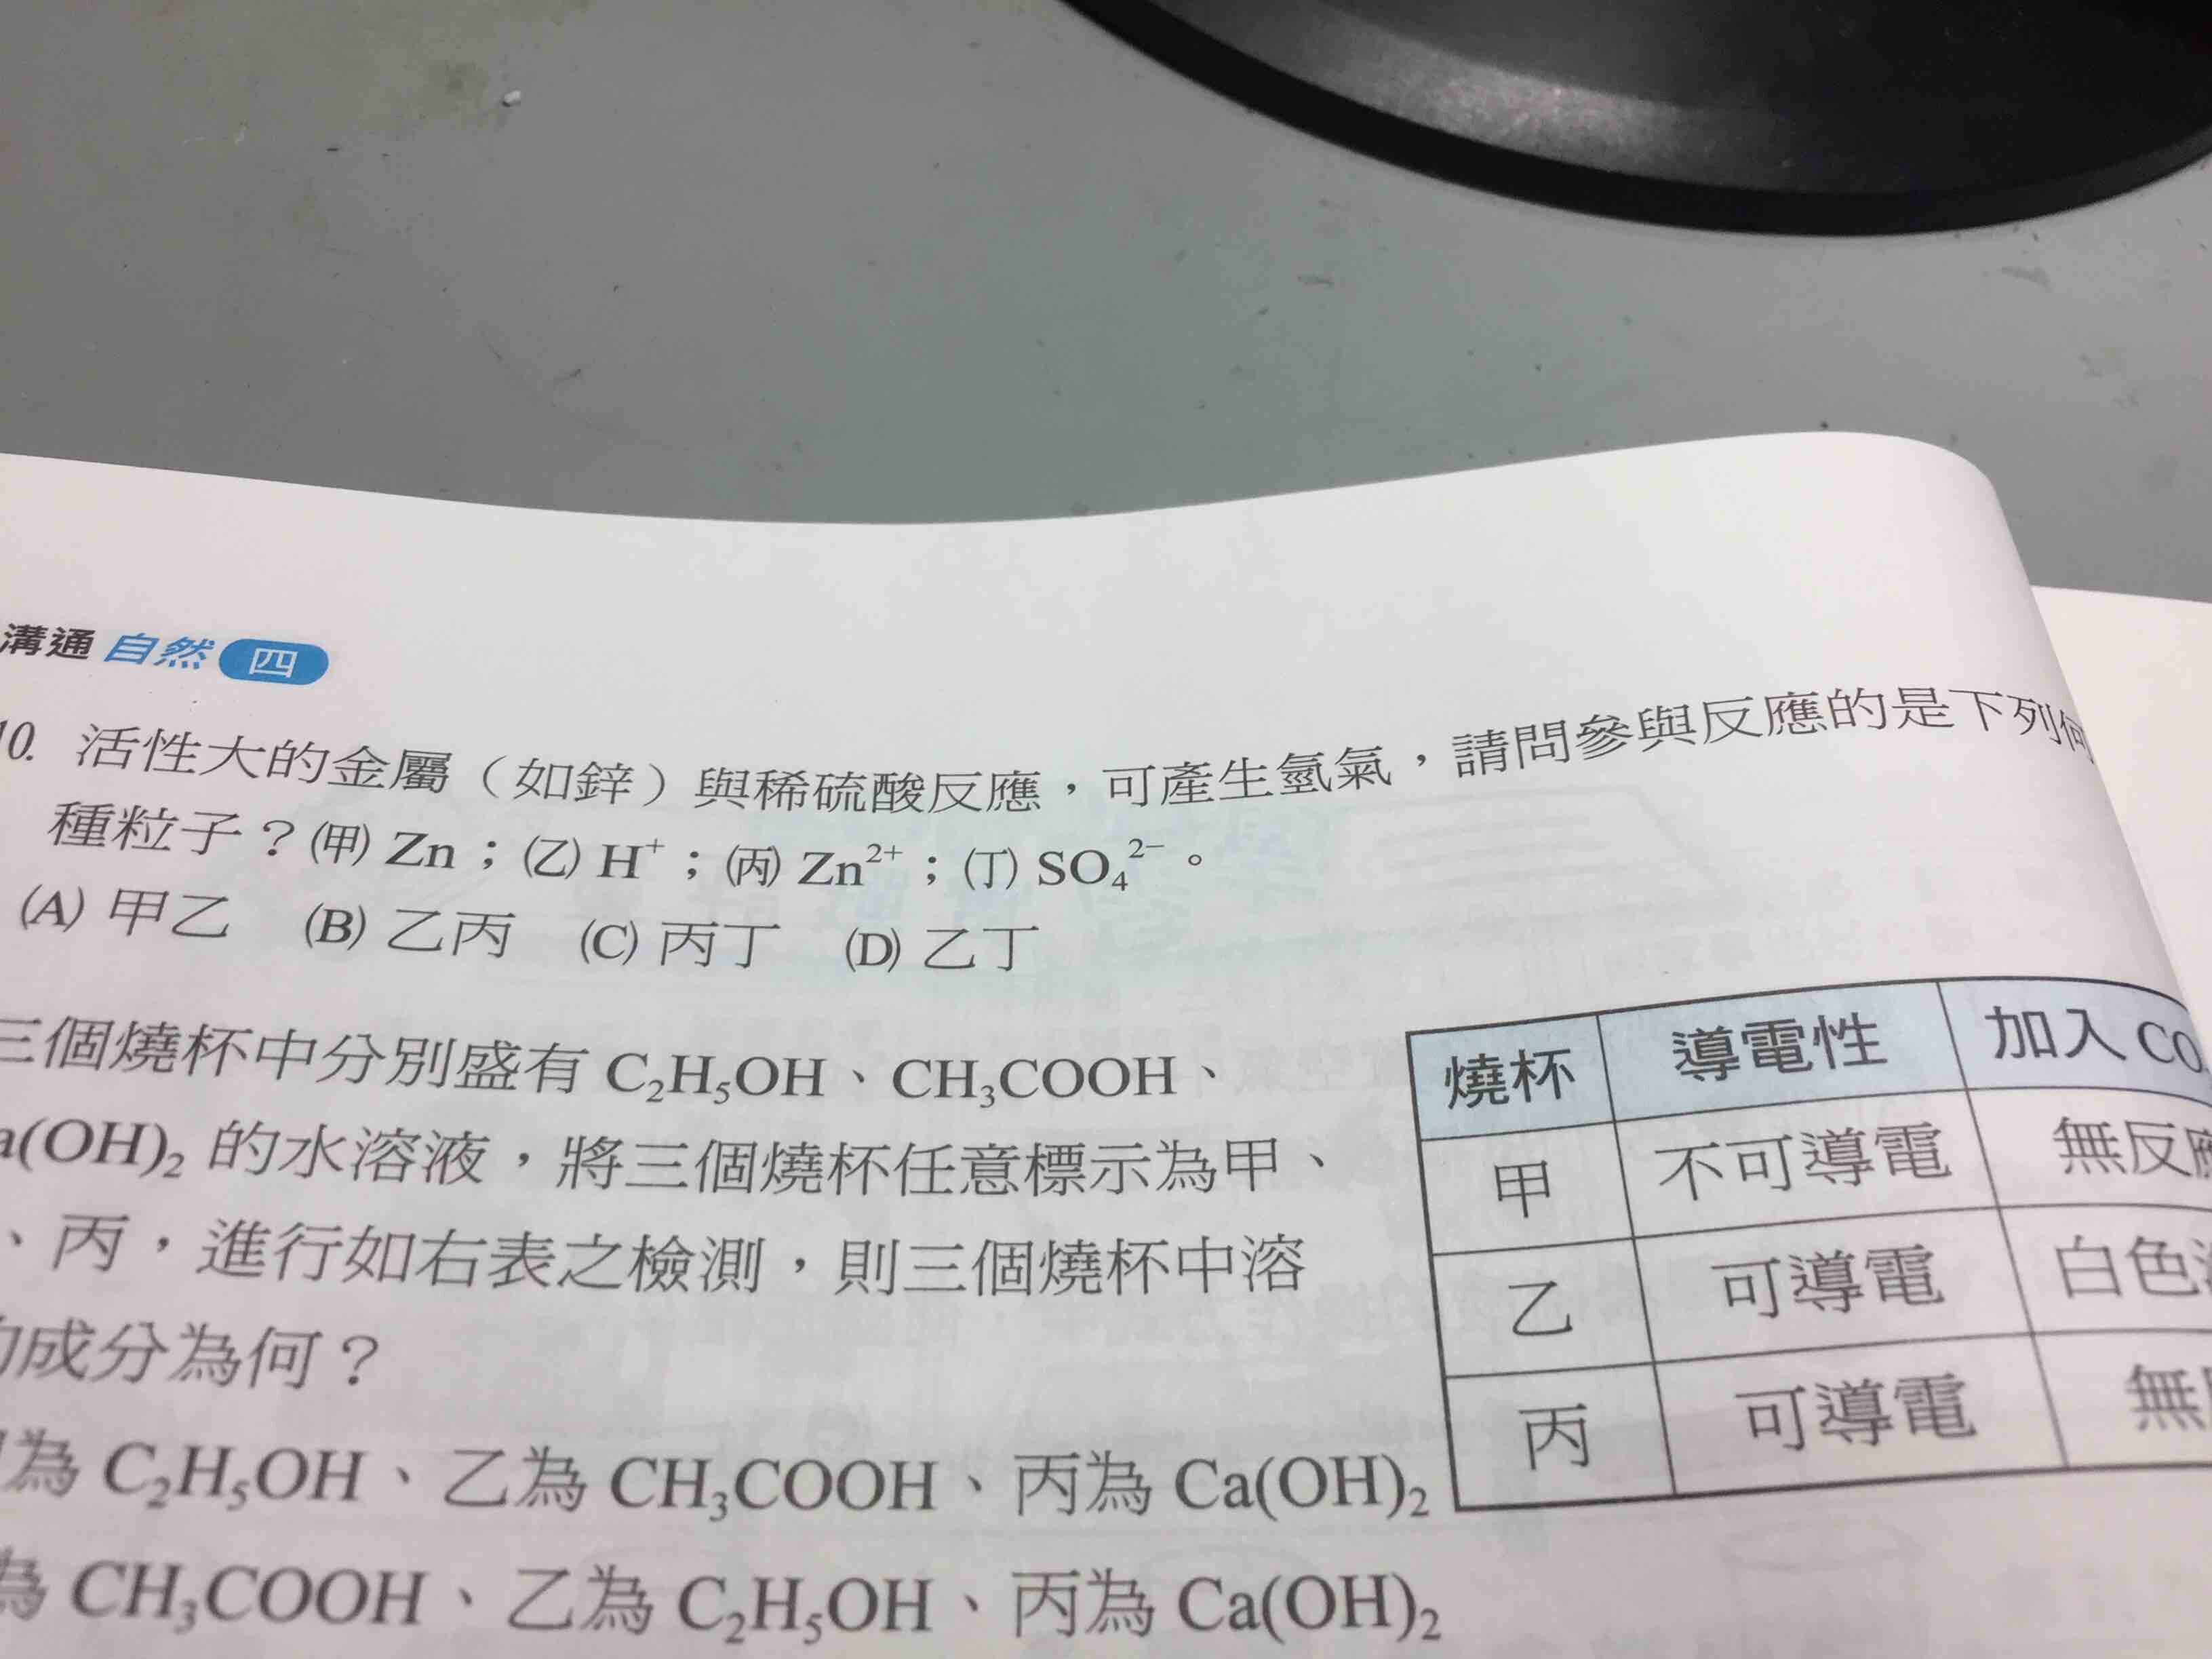 溝通 自然 四
10. 活性大的金屬（如鋅）與稀硫酸反應，可產生氫氣，請問參與反應的是下列何
種粒子？(甲) Zn；(乙) H⁺；(丙) Zn²⁺；(丁) SO₄²⁻。
(A) 甲乙 (B) 乙丙 (C) 丙丁 (D) 乙丁
三個燒杯中分別盛有 C₂H₅OH、CH₃COOH、
a(OH)₂ 的水溶液，將三個燒杯任意標示為甲、
、丙，進行如右表之檢測，則三個燒杯中溶
的成分為何？
為 C₂H₅OH、乙為 CH₃COOH、丙為 Ca(OH)₂
為 CH₃COOH、乙為 C₂H₅OH、丙為 Ca(OH)₂
燒杯 導電性 加入 CO
甲 不可導電 無反應
乙 可導電 白色
丙 可導電 無